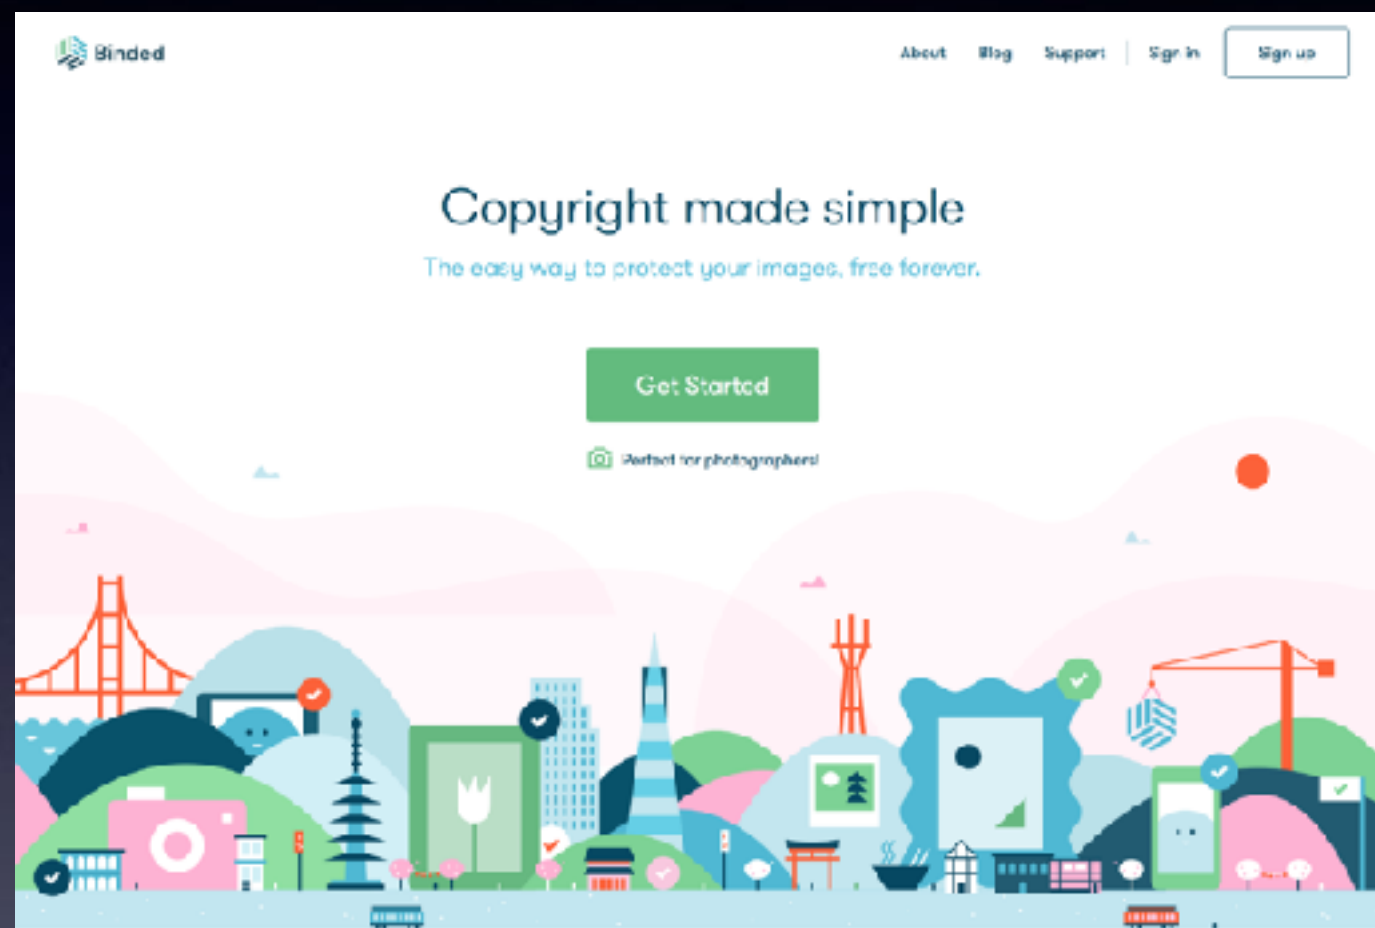 Binded
About Blog Support Sign in Sign up
Copyright made simple
The easy way to protect your images, free forever.
Get Started
Perfect for photographers!